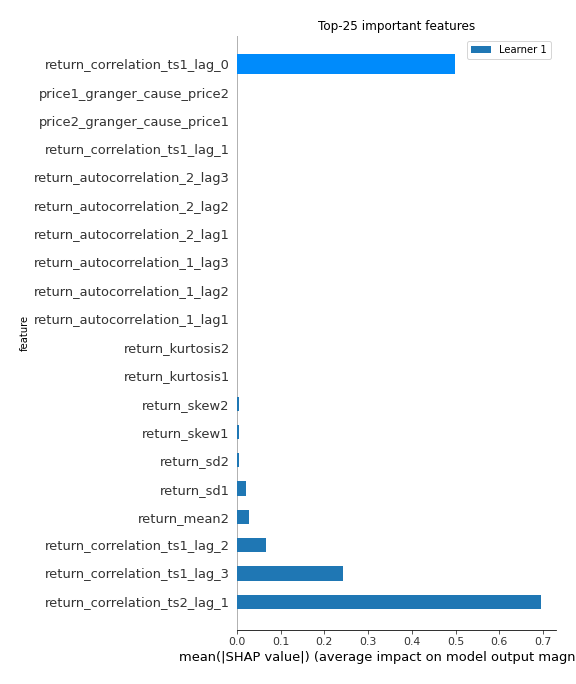 Top-25 important features
Learner 1
return_correlation_ts1_lag_0
price1_granger_cause_price2
price2_granger_cause_price1
return_correlation_ts1_lag_1
return_autocorrelation_2_lag3
return_autocorrelation_2_lag2
return_autocorrelation_2_lag1
return_autocorrelation_1_lag3
return_autocorrelation_1_lag2
return_autocorrelation_1_lag1
return_kurtosis2
return_kurtosis1
return_skew2
return_skew1
return_sd2
return_sd1
return_mean2
return_correlation_ts1_lag_2
return_correlation_ts1_lag_3
return_correlation_ts2_lag_1
feature
0.0 0.1 0.2 0.3 0.4 0.5 0.6 0.7
mean(|SHAP value|) (average impact on model output magn